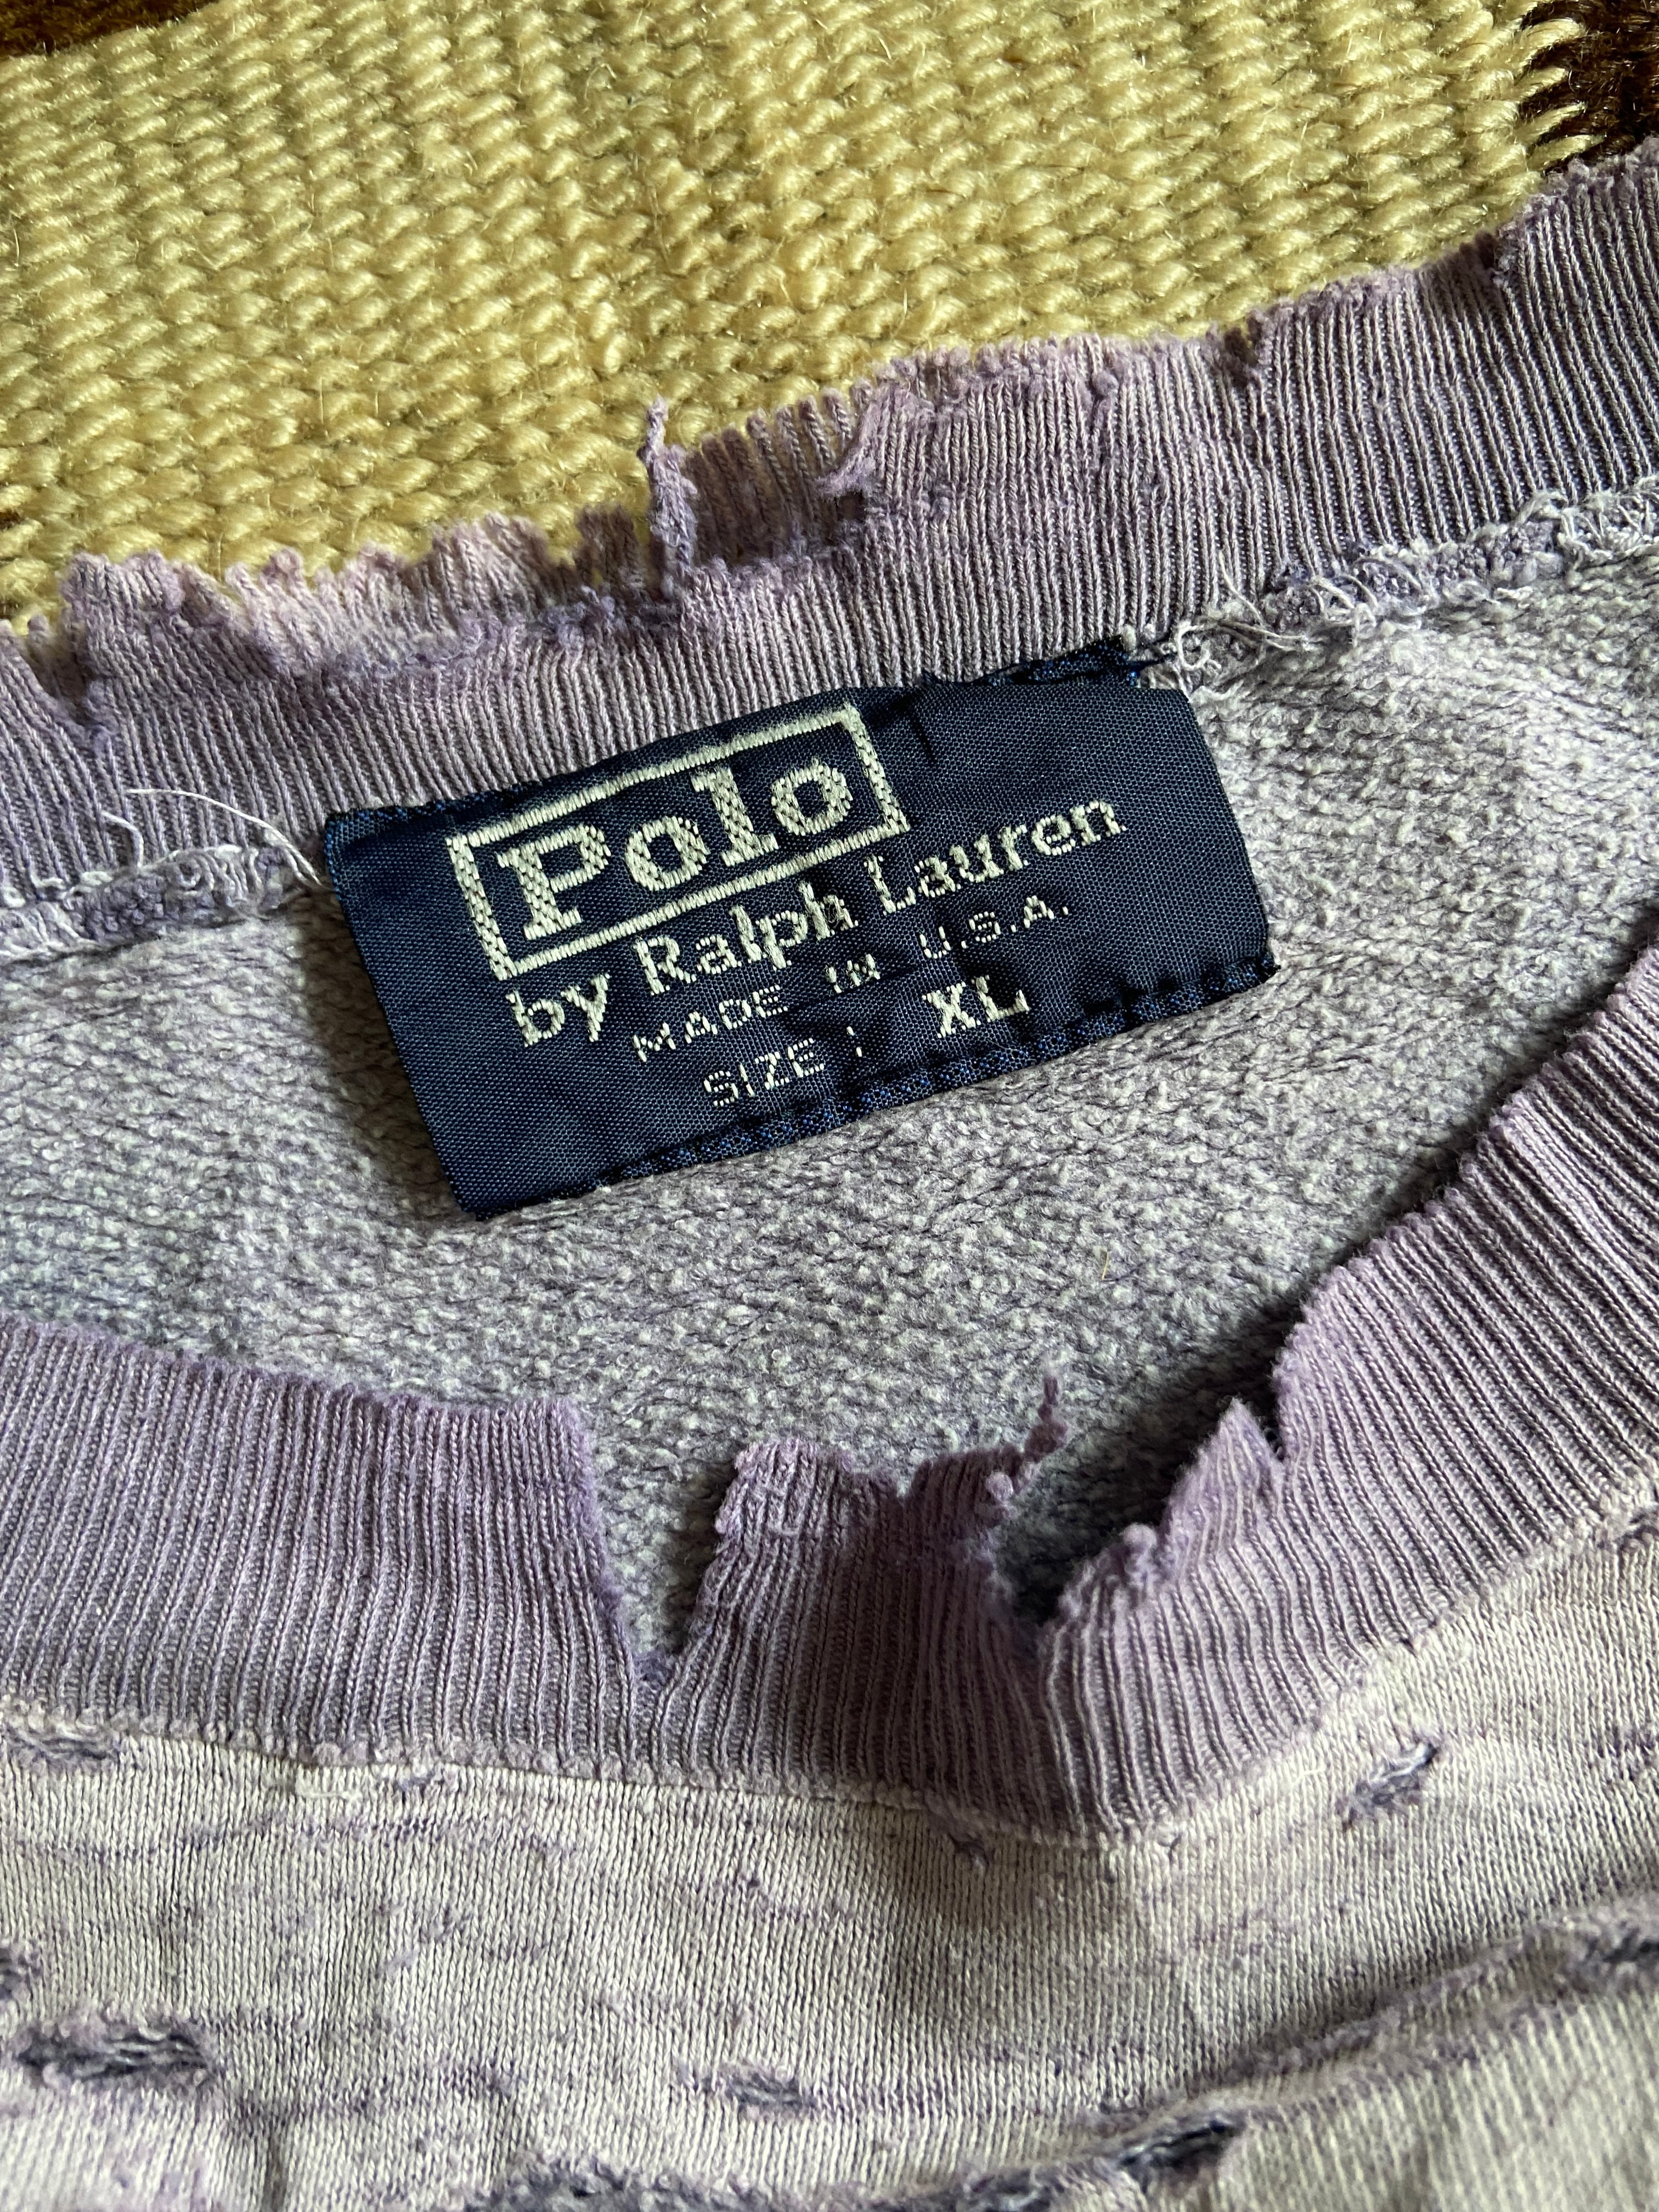 Polo
by Ralph Lauren
MADE IN U.S.A.
SIZE : XL